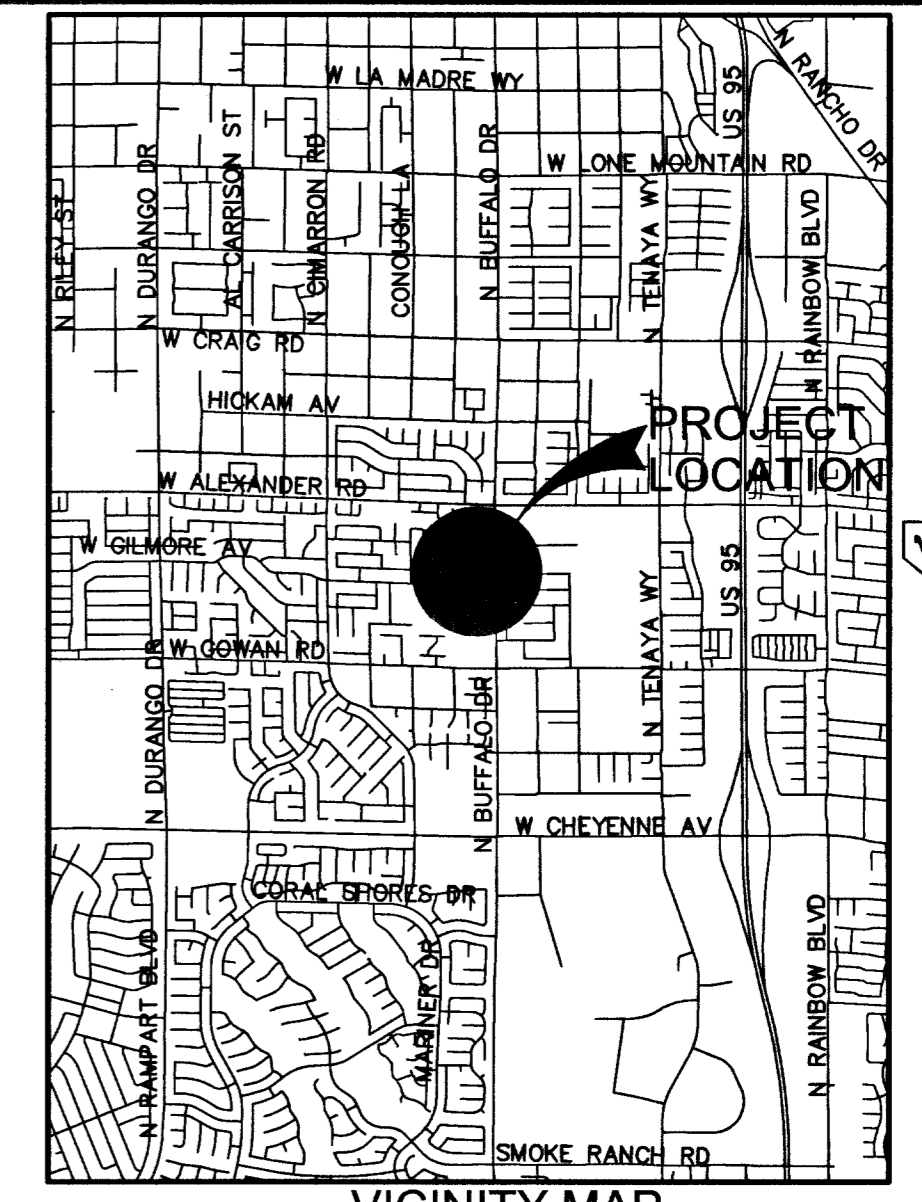 W LA MADRE WY
N RANCHO DR
US 95
W LONE MOUNTAIN RD
N RILEY ST
N DURANGO DR
AL CARRISON ST
N CIMARRON RD
CONOUGH LA
N BUFFALO DR
N TENAYA WY
N RAINBOW BLVD
W CRAIG RD
HICKAM AV
PROJECT
LOCATION
W ALEXANDER RD
W GILMORE AV
US 95
N TENAYA WY
W GOWAN RD
N DURANGO DR
N BUFFALO DR
W CHEYENNE AV
CORAL SHORES DR
N RAMPART BLVD
MARINER DR
N RAINBOW BLVD
SMOKE RANCH RD
VICINITY MAP